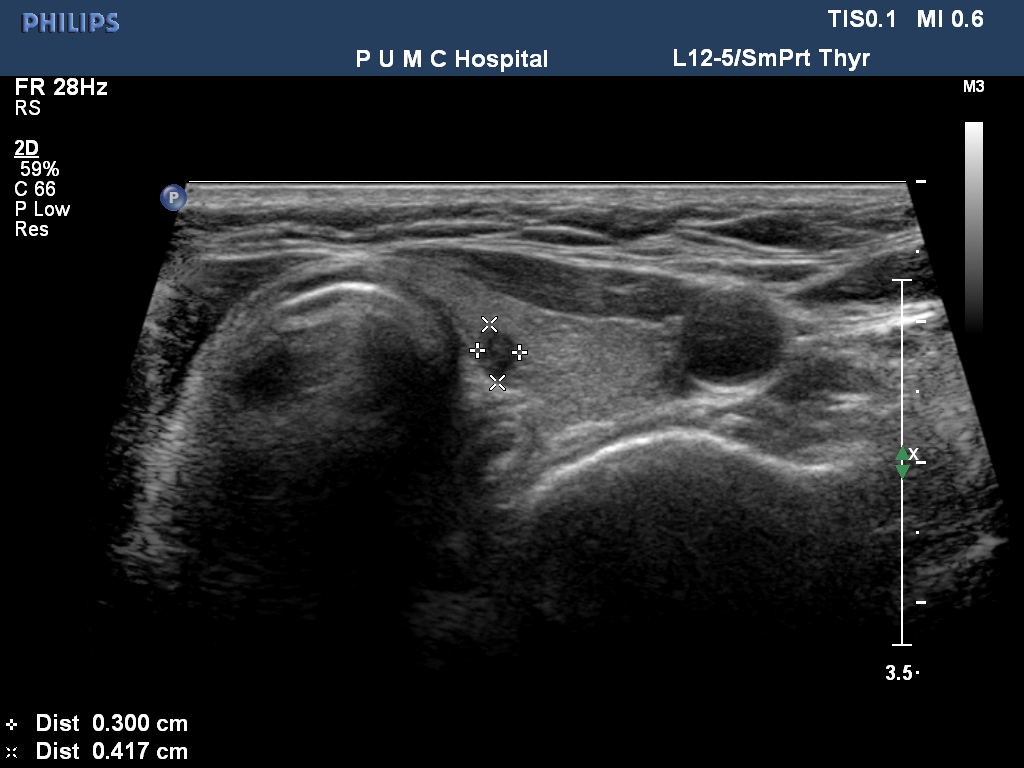 PHILIPS
TIS0.1 MI 0.6
P U M C Hospital
L12-5/SmPrt Thyr
FR 28Hz
RS
M3
2D
59%
C 66
P Low
Res
P
X
3.5
Dist 0.300 cm
Dist 0.417 cm